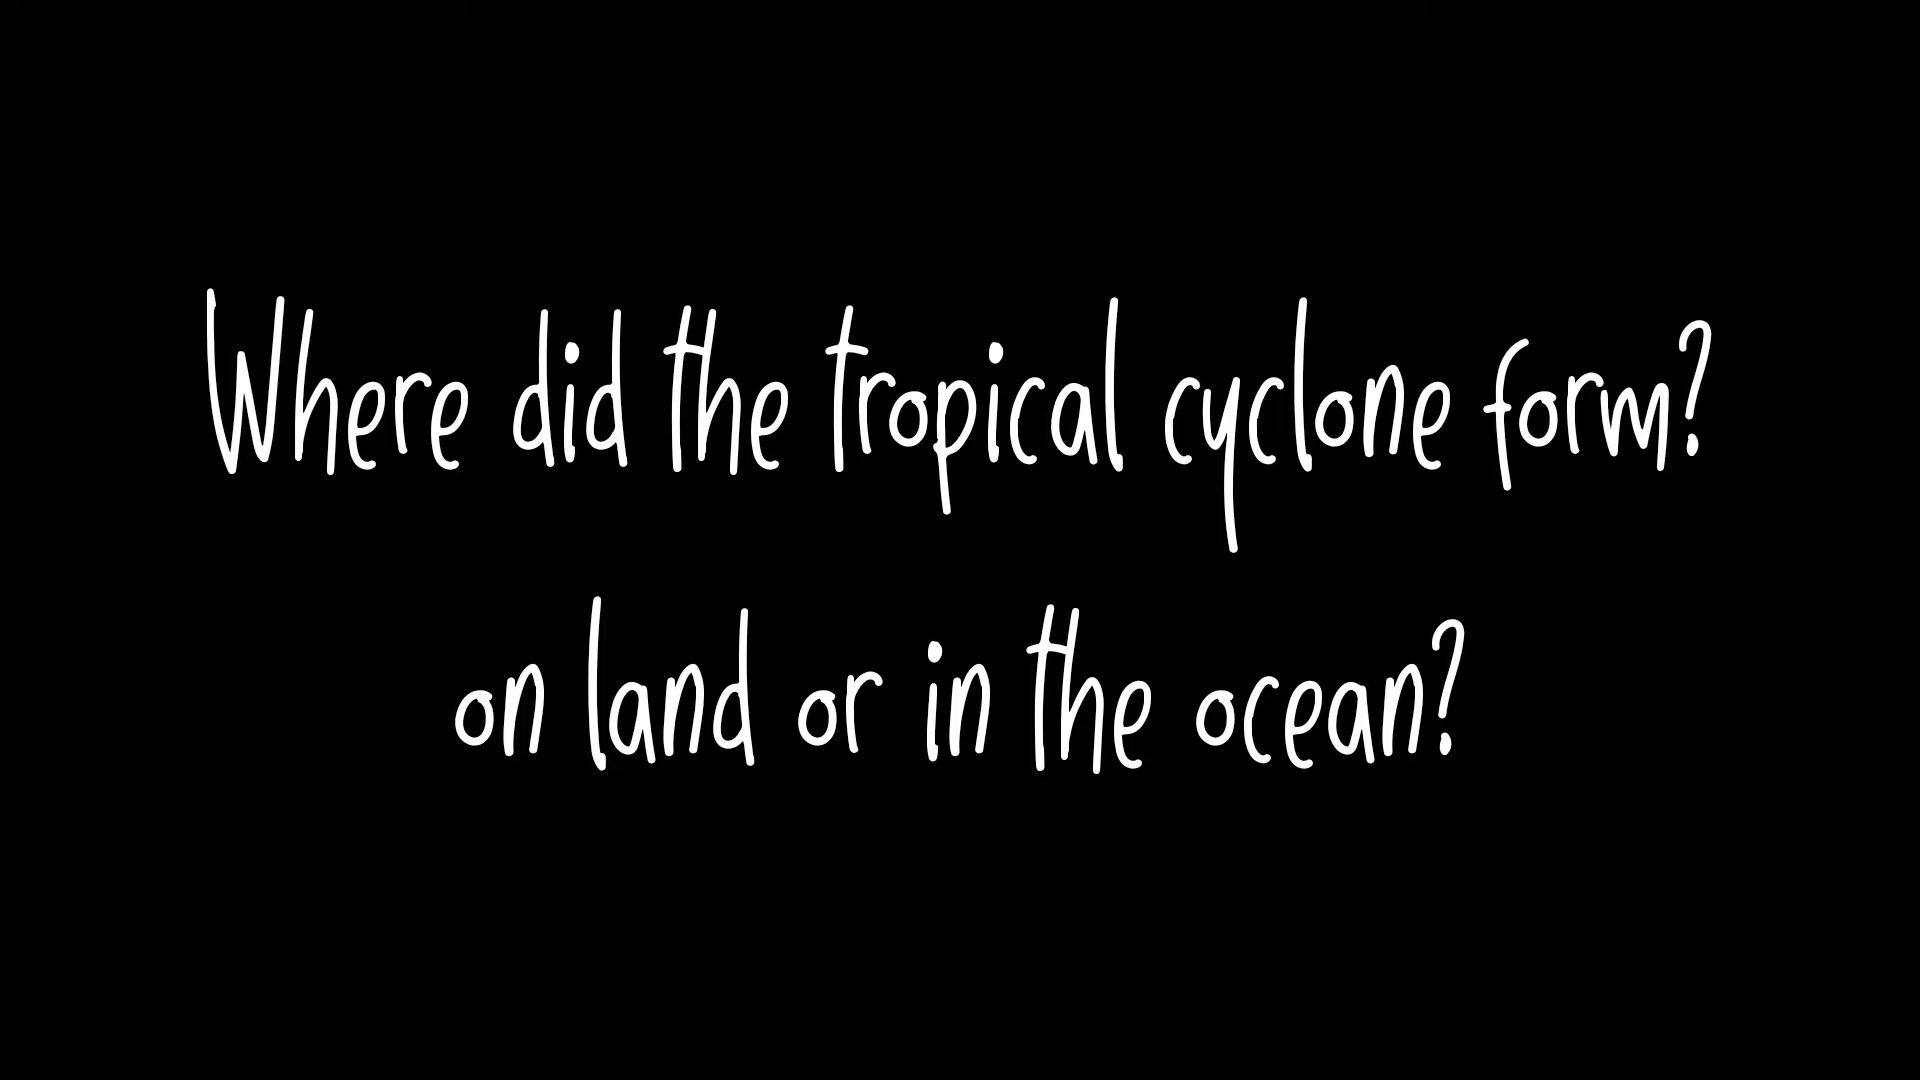 Where did the tropical cyclone form?
on land or in the ocean?